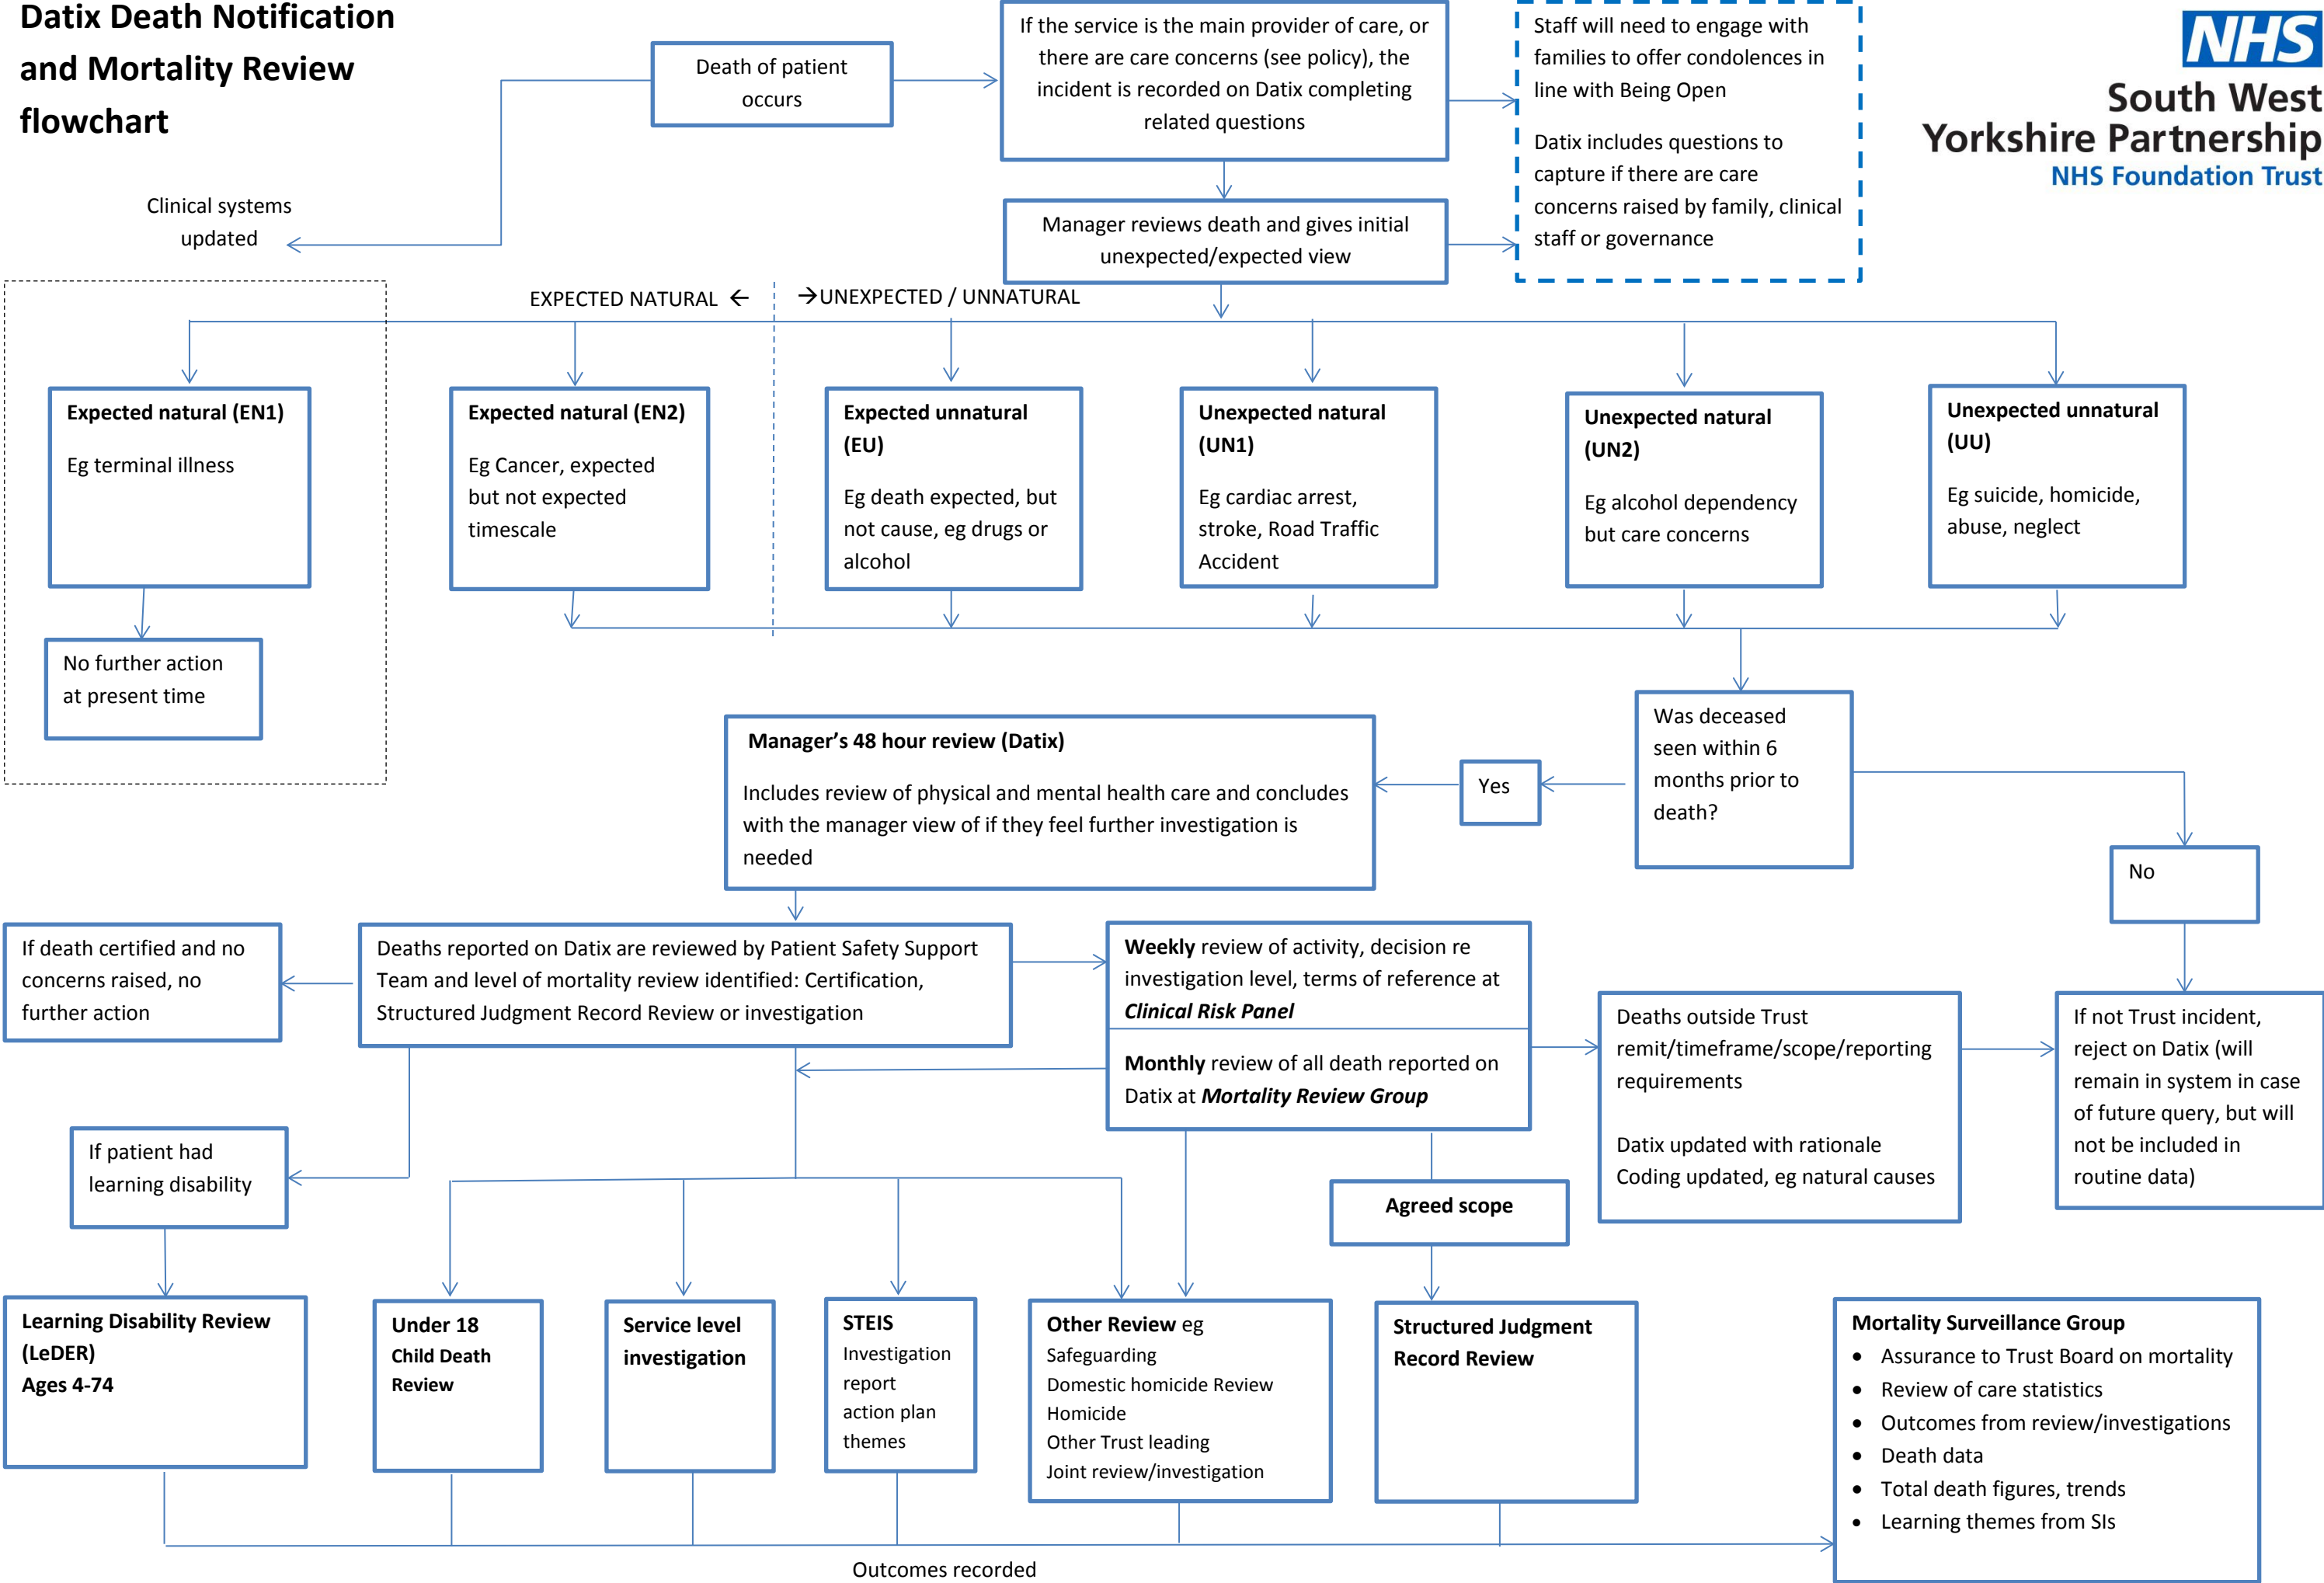 Datix Death Notification
and Mortality Review
flowchart
Death of patient
occurs
If the service is the main provider of care, or
there are care concerns (see policy), the
incident is recorded on Datix completing
related questions
Staff will need to engage with
families to offer condolences in
line with Being Open
Datix includes questions to
capture if there are care
concerns raised by family, clinical
staff or governance
NHS
South West
Yorkshire Partnership
NHS Foundation Trust
Clinical systems
updated
Manager reviews death and gives initial
unexpected/expected view
EXPECTED NATURAL ←
→UNEXPECTED / UNNATURAL
Expected natural (EN1)
Eg terminal illness
Expected natural (EN2)
Eg Cancer, expected
but not expected
timescale
Expected unnatural
(EU)
Eg death expected, but
not cause, eg drugs or
alcohol
Unexpected natural
(UN1)
Eg cardiac arrest,
stroke, Road Traffic
Accident
Unexpected natural
(UN2)
Eg alcohol dependency
but care concerns
Unexpected unnatural
(UU)
Eg suicide, homicide,
abuse, neglect
No further action
at present time
Was deceased
seen within 6
months prior to
death?
Yes
No
Manager’s 48 hour review (Datix)
Includes review of physical and mental health care and concludes
with the manager view of if they feel further investigation is
needed
If death certified and no
concerns raised, no
further action
Deaths reported on Datix are reviewed by Patient Safety Support
Team and level of mortality review identified: Certification,
Structured Judgment Record Review or investigation
Weekly review of activity, decision re
investigation level, terms of reference at
Clinical Risk Panel
Monthly review of all death reported on
Datix at Mortality Review Group
Deaths outside Trust
remit/timeframe/scope/reporting
requirements
Datix updated with rationale
Coding updated, eg natural causes
If not Trust incident,
reject on Datix (will
remain in system in case
of future query, but will
not be included in
routine data)
If patient had
learning disability
Agreed scope
Learning Disability Review
(LeDER)
Ages 4-74
Under 18
Child Death
Review
Service level
investigation
STEIS
Investigation
report
action plan
themes
Other Review eg
Safeguarding
Domestic homicide Review
Homicide
Other Trust leading
Joint review/investigation
Structured Judgment
Record Review
Mortality Surveillance Group
• Assurance to Trust Board on mortality
• Review of care statistics
• Outcomes from review/investigations
• Death data
• Total death figures, trends
• Learning themes from SIs
Outcomes recorded